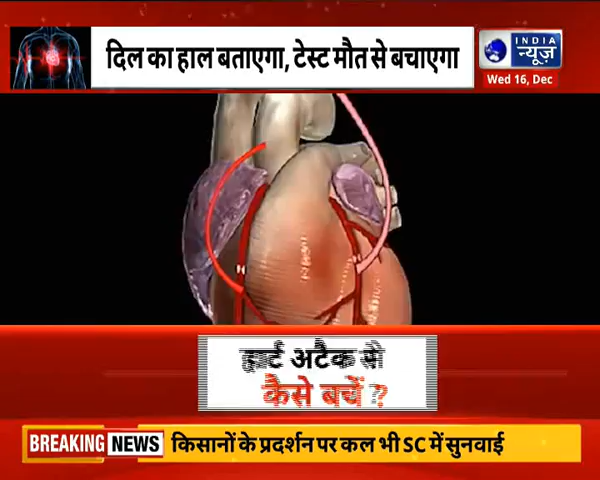 दिल का हाल बताएगा, टेस्ट मौत से बचाएगा
INDIA
न्यूज़
Wed 16, Dec
हार्ट अटैक से
कैसे बचें ?
BREAKING NEWS किसानों के प्रदर्शन पर कल भी SC में सुनवाई